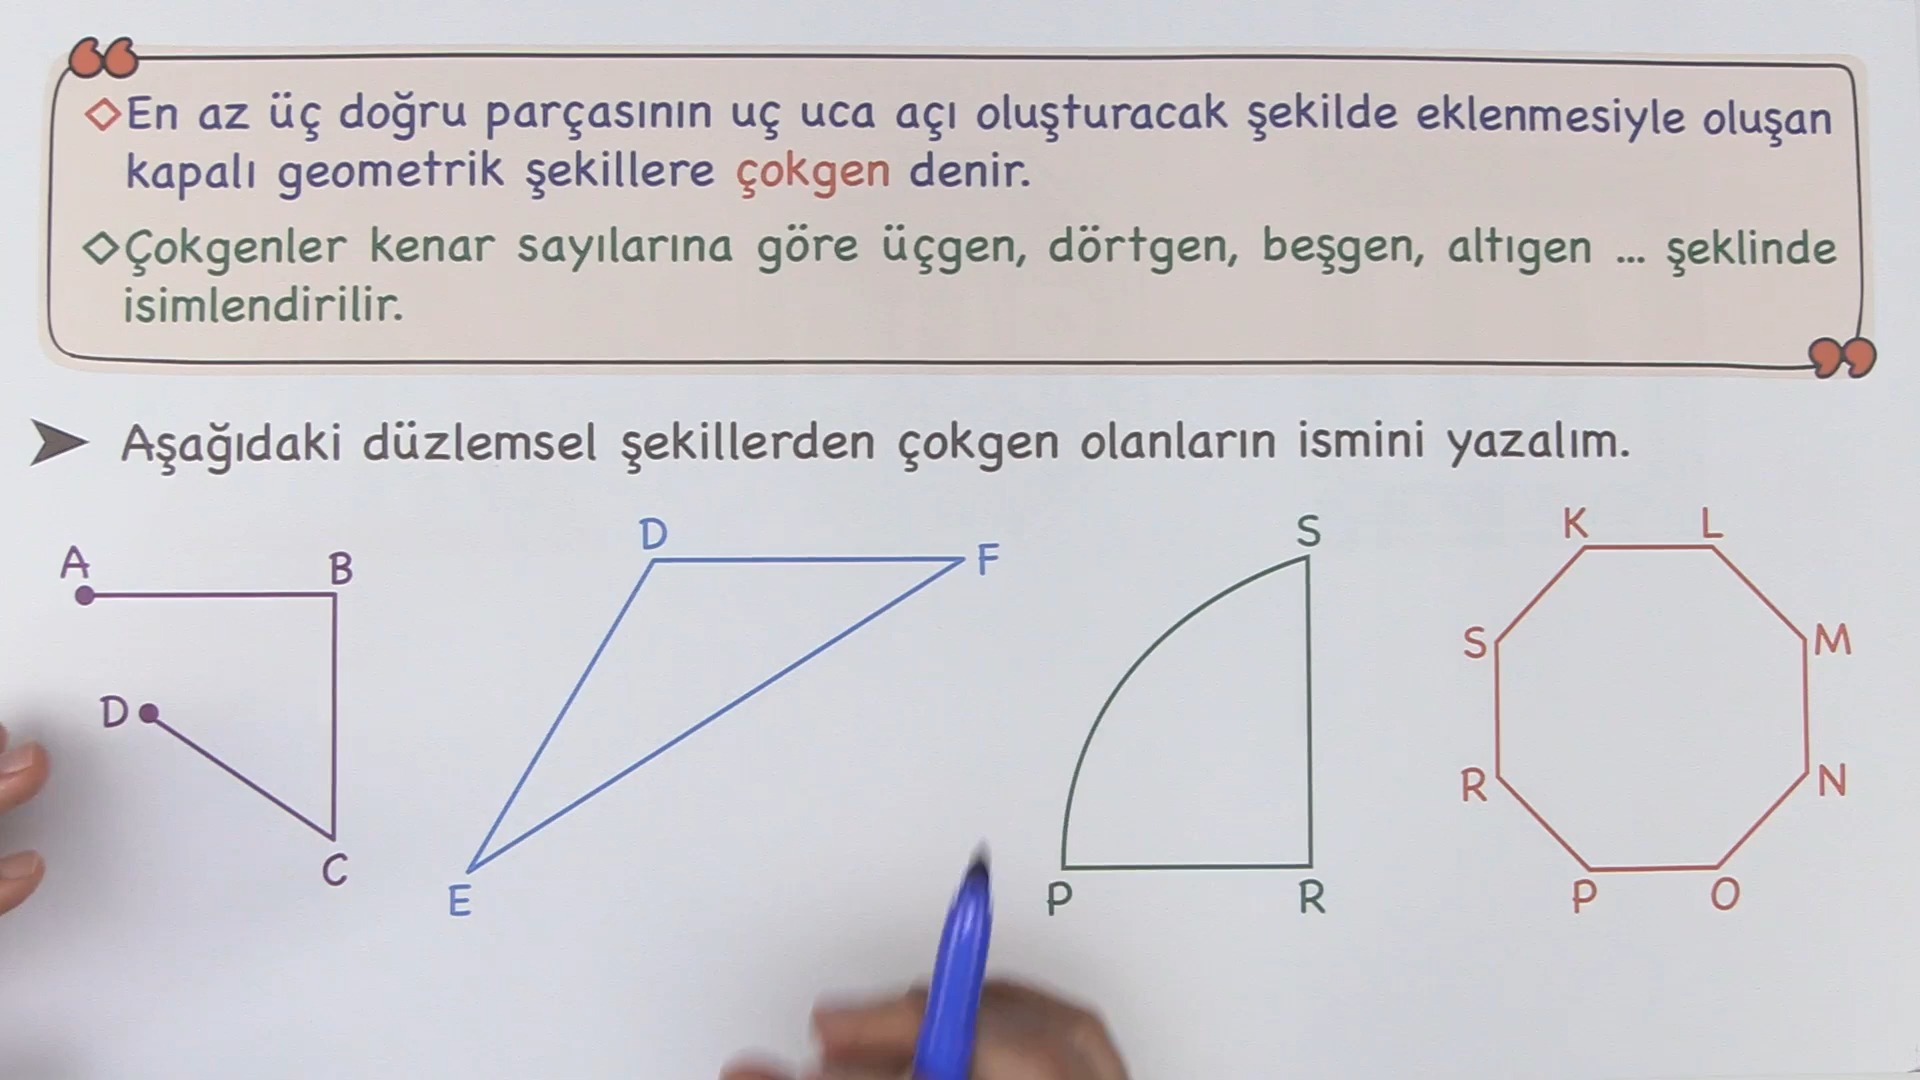 En az üç doğru parçasının uç uca açı oluşturacak şekilde eklenmesiyle oluşan
kapalı geometrik şekillere çokgen denir.
Çokgenler kenar sayılarına göre üçgen, dörtgen, beşgen, altıgen ... şeklinde
isimlendirilir.
Aşağıdaki düzlemsel şekillerden çokgen olanların ismini yazalım.
A
B
D
C
D
F
E
S
P
R
K
L
S
M
R
N
P
O